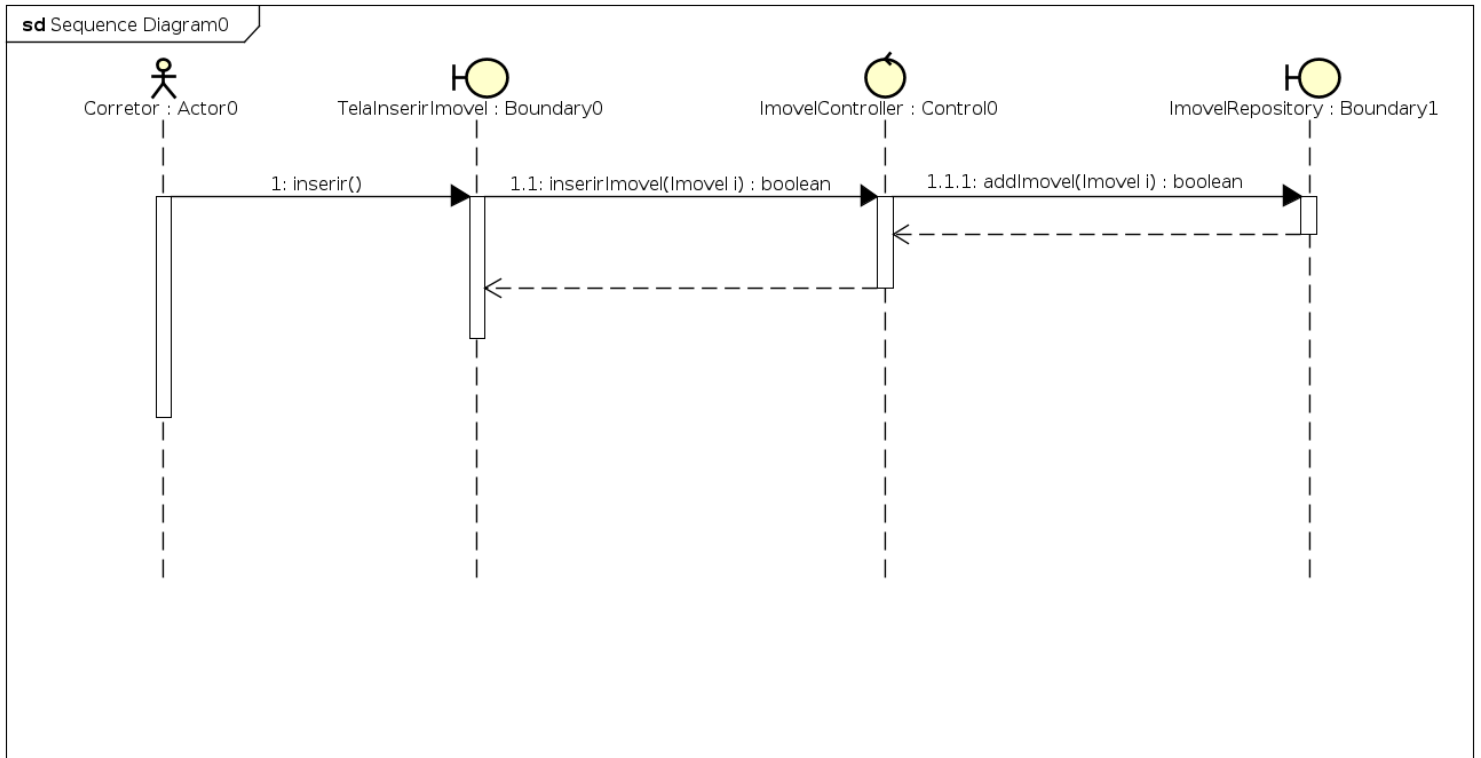 sd Sequence Diagram0
Corretor : Actor0
TelaInserirImovel : Boundary0
ImovelController : Control0
ImovelRepository : Boundary1
1: inserir()
1.1: inserirImovel(Imovel i) : boolean
1.1.1: addImovel(Imovel i) : boolean